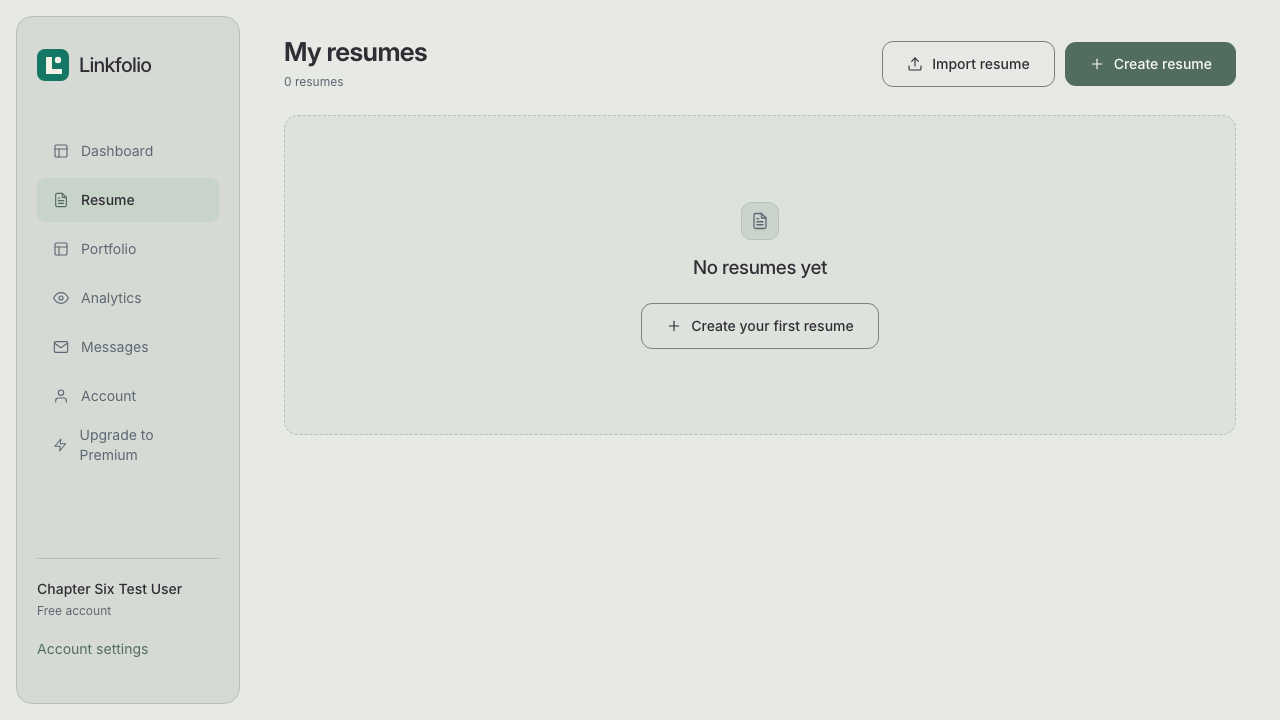 Linkfolio
Dashboard
Resume
Portfolio
Analytics
Messages
Account
Upgrade to
Premium
Chapter Six Test User
Free account
Account settings
My resumes
0 resumes
Import resume
Create resume
No resumes yet
Create your first resume